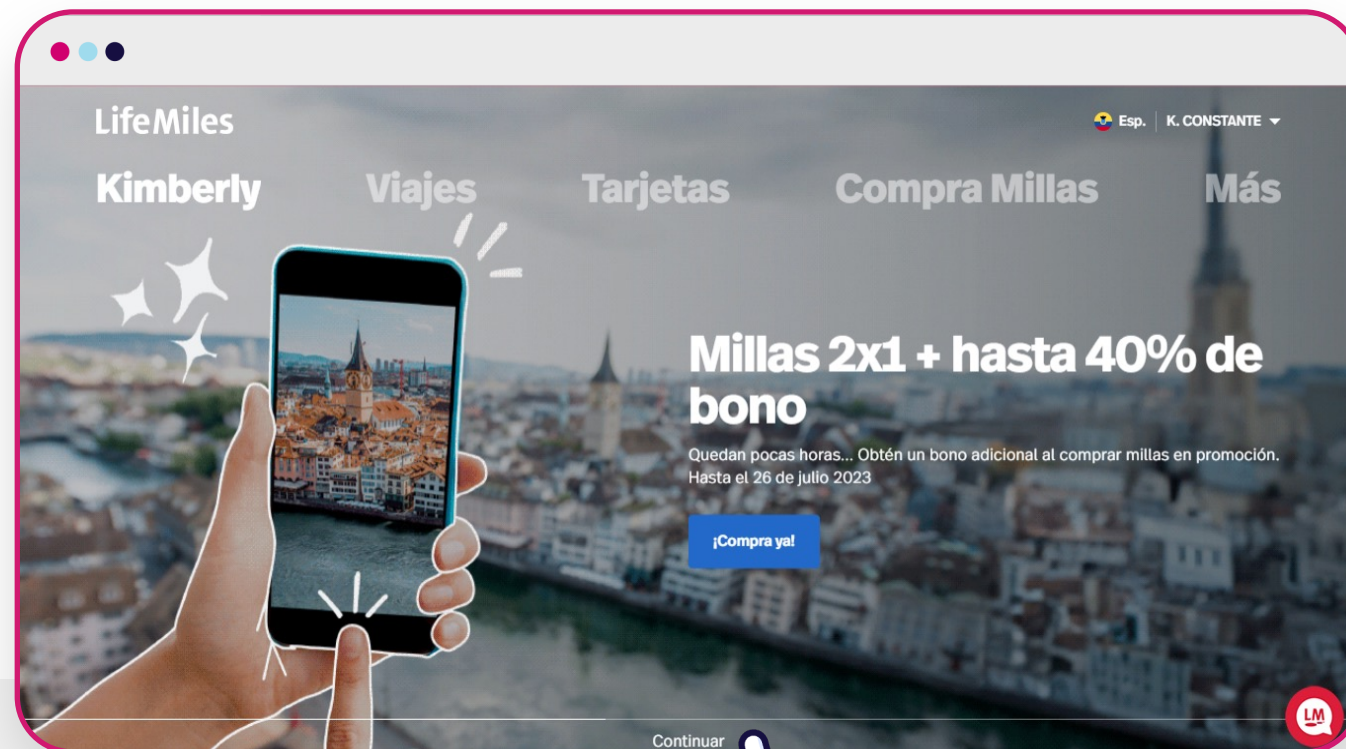 LifeMiles
Esp.
K. CONSTANTE
Kimberly
Viajes
Tarjetas
Compra Millas
Más
Millas 2x1 + hasta 40% de
bono
Quedan pocas horas... Obtén un bono adicional al comprar millas en promoción.
Hasta el 26 de julio 2023
¡Compra ya!
LM
Continuar